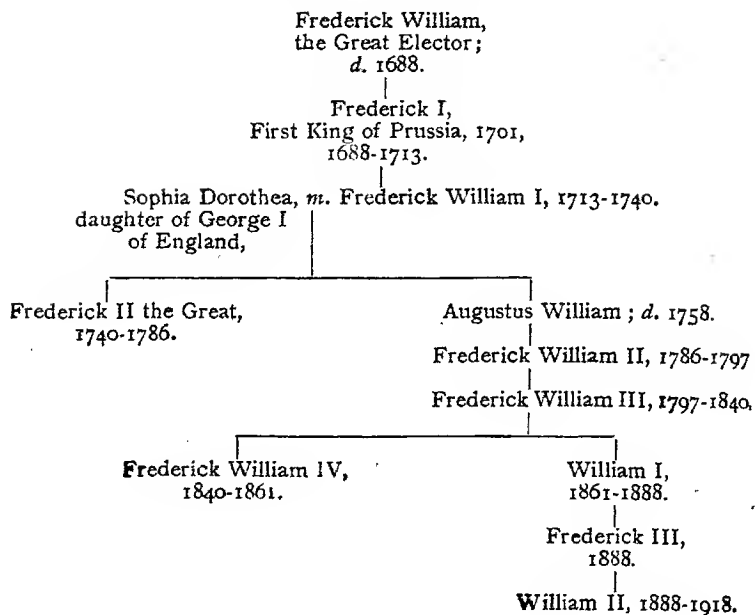 Frederick William,
the Great Elector;
d. 1688.
Frederick I,
First King of Prussia, 1701,
1688-1713.
Sophia Dorothea, m. Frederick William I, 1713-1740.
daughter of George I
of England,
Frederick II the Great,
1740-1786.
Augustus William; d. 1758.
Frederick William II, 1786-1797
Frederick William III, 1797-1840.
Frederick William IV,
1840-1861.
William I,
1861-1888.
Frederick III,
1888.
William II, 1888-1918.